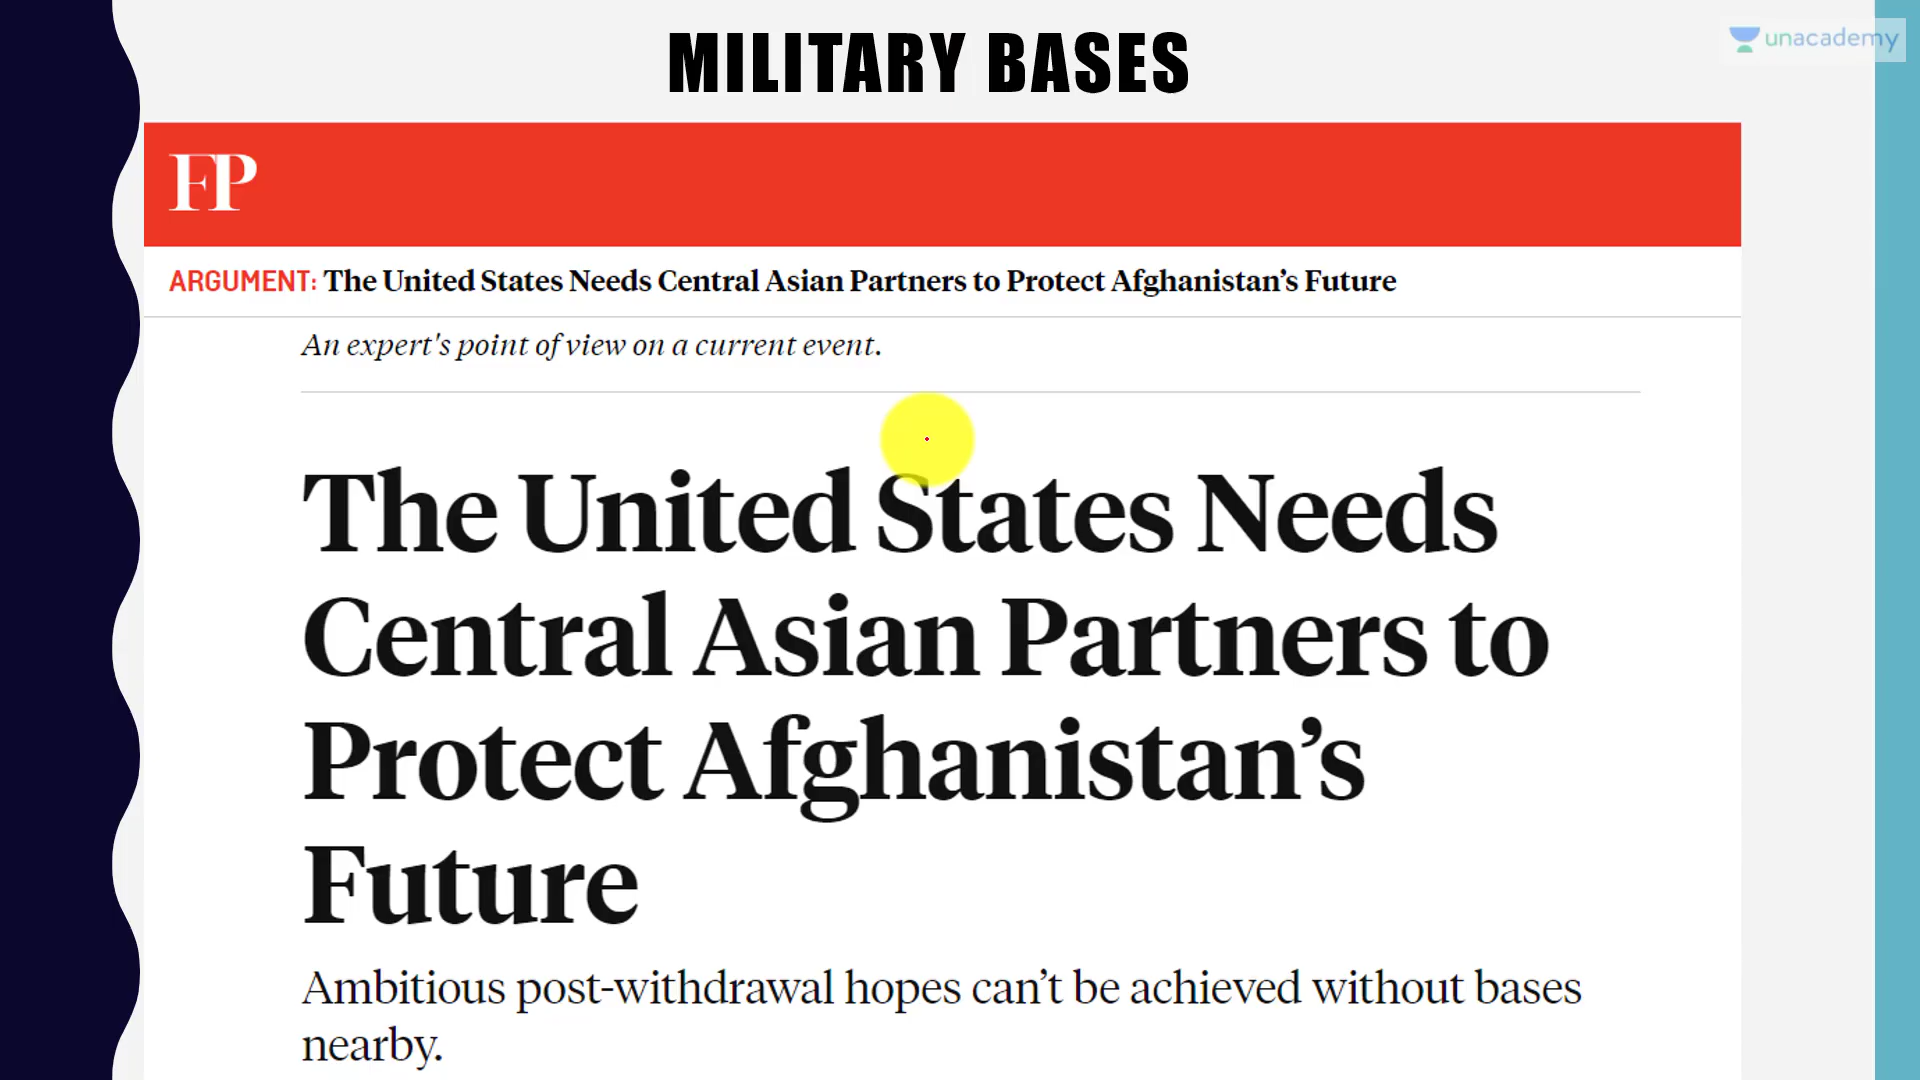 MILITARY BASES
unacademy
FP
ARGUMENT: The United States Needs Central Asian Partners to Protect Afghanistan’s Future
An expert's point of view on a current event.
The United States Needs
Central Asian Partners to
Protect Afghanistan’s
Future
Ambitious post-withdrawal hopes can’t be achieved without bases
nearby.